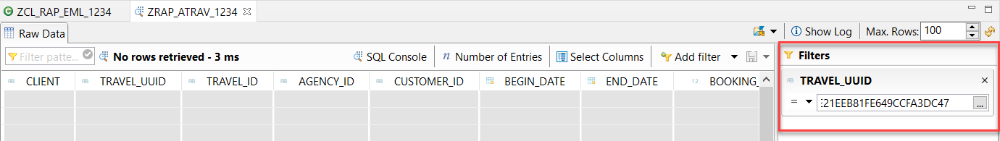 ZCL_RAP_EML_1234 ZRAP_ATRAV_1234
Raw Data Show Log Max. Rows: 100
Filter patte... No rows retrieved - 3 ms SQL Console Number of Entries Select Columns Add filter Filters
CLIENT TRAVEL_UUID TRAVEL_ID AGENCY_ID CUSTOMER_ID BEGIN_DATE END_DATE BOOKING_ TRAVEL_UUID
= E21EEB81FE649CCFA3DC47 ...